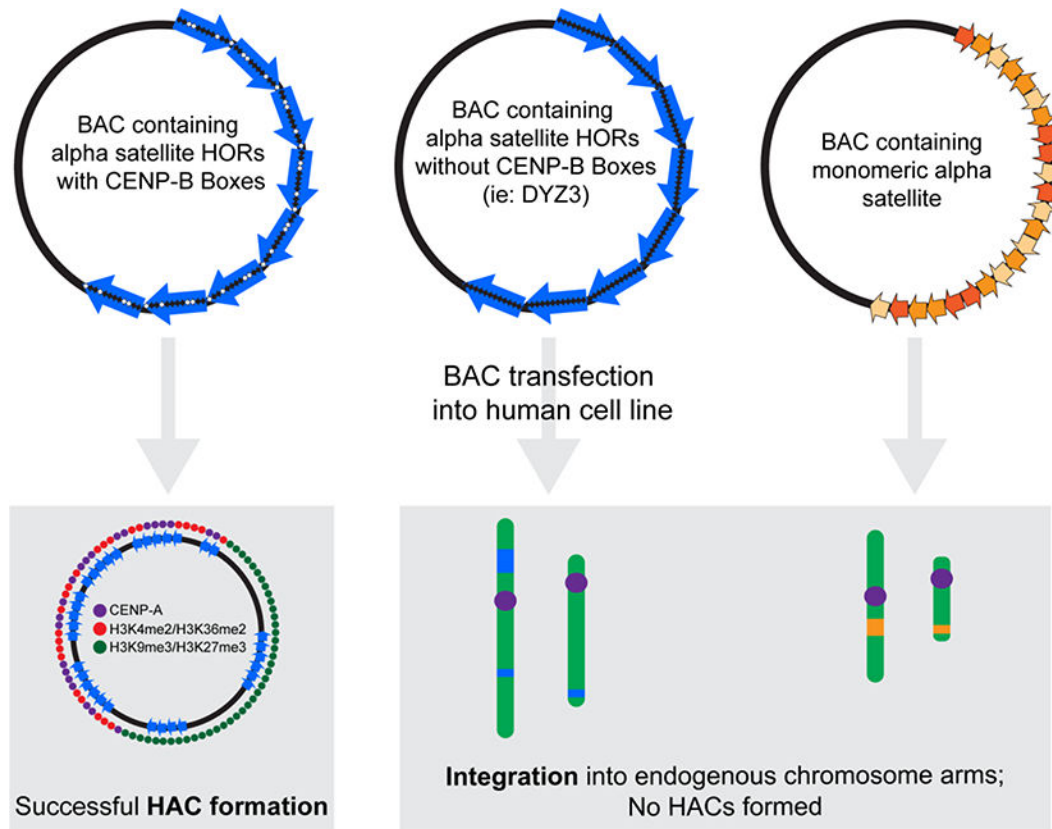 BAC containing
alpha satellite HORs
with CENP-B Boxes
BAC containing
alpha satellite HORs
without CENP-B Boxes
(ie: DYZ3)
BAC containing
monomeric alpha
satellite
BAC transfection
into human cell line
CENP-A
H3K4me2/H3K36me2
H3K9me3/H3K27me3
Successful HAC formation
Integration into endogenous chromosome arms;
No HACs formed